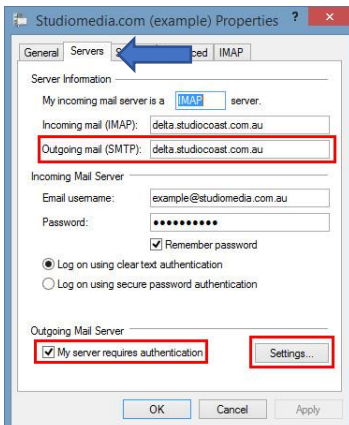 Studiomedia.com (example) Properties ? ×
General Servers ced IMAP
Server Information
My incoming mail server is a IMAP server.
Incoming mail (IMAP): delta.studiocoast.com.au
Outgoing mail (SMTP): delta.studiocoast.com.au
Incoming Mail Server
Email username: example@studiomedia.com.au
Password: ••••••••••
Remember password
Log on using clear text authentication
Log on using secure password authentication
Outgoing Mail Server
My server requires authentication Settings...
OK Cancel Apply